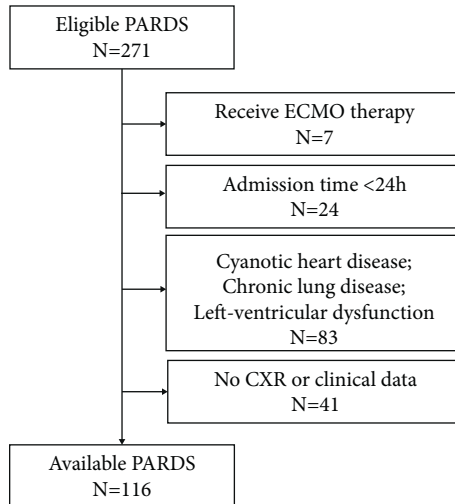 Eligible PARDS
N=271
Receive ECMO therapy
N=7
Admission time <24h
N=24
Cyanotic heart disease;
Chronic lung disease;
Left-ventricular dysfunction
N=83
No CXR or clinical data
N=41
Available PARDS
N=116